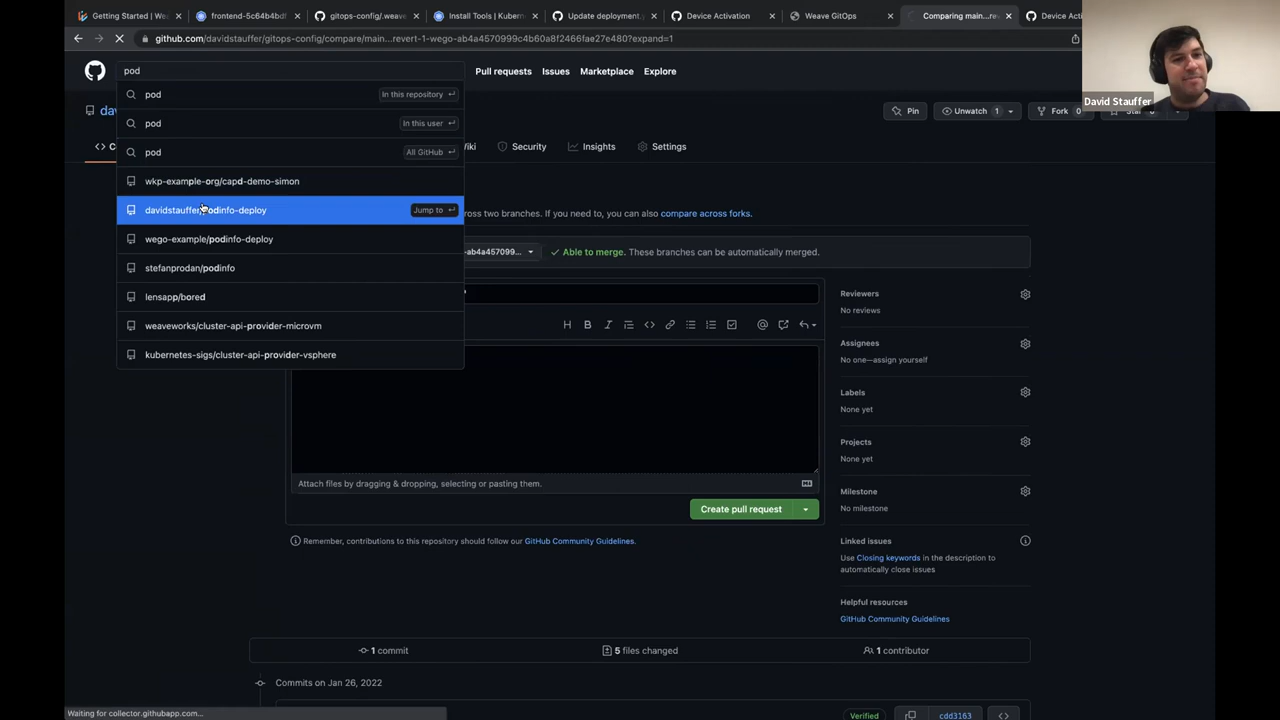 Getting Started | Wea
frontend-5c64b4bdf
gitops-config/.weave
Install Tools | Kubern
Update deployment.y
Device Activation
Weave GitOps
Comparing main...rever
Device Acti
github.com/davidstauffer/gitops-config/compare/main...revert-1-wego-ab4a4570999c4b60a8f2466fae27e480?expand=1
pod
Pull requests
Issues
Marketplace
Explore
pod
In this repository
pod
In this user
pod
All GitHub
wkp-example-org/capd-demo-simon
davidstauffer/podinfo-deploy
Jump to
wego-example/podinfo-deploy
stefanprodan/podinfo
lensapp/bored
weaveworks/cluster-api-provider-microvm
kubernetes-sigs/cluster-api-provider-vsphere
David Stauffer
Pin
Unwatch 1
Fork 0
Star 0
Security
Insights
Settings
ross two branches. If you need to, you can also compare across forks.
-ab4a457099...
Able to merge. These branches can be automatically merged.
Attach files by dragging & dropping, selecting or pasting them.
Create pull request
Remember, contributions to this repository should follow our GitHub Community Guidelines.
Reviewers
No reviews
Assignees
No one—assign yourself
Labels
None yet
Projects
None yet
Milestone
No milestone
Linked issues
Use Closing keywords in the description to
automatically close issues
Helpful resources
GitHub Community Guidelines
1 commit
5 files changed
1 contributor
Commits on Jan 26, 2022
Verified
cdd3163
Waiting for collector.githubapp.com...